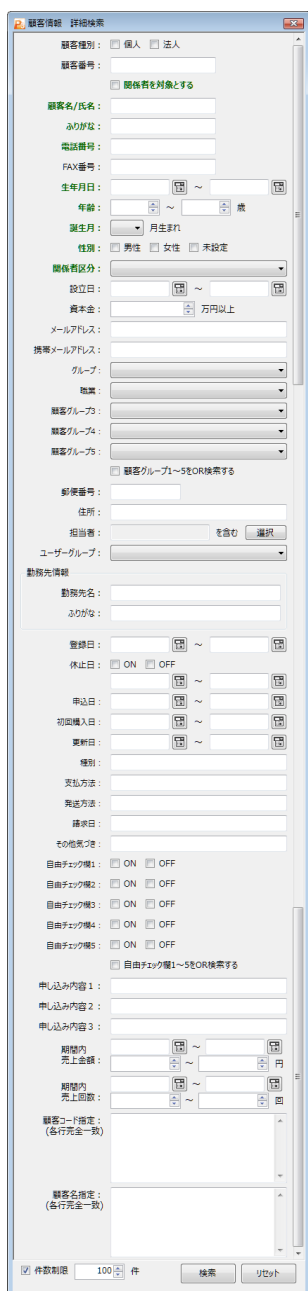 顧客情報 詳細検索
顧客種別： 個人 法人
顧客番号：
関係者を対象とする
顧客名/氏名：
ふりがな：
電話番号：
FAX番号：
生年月日： ～
年齢： ～ 歳
誕生月： 月生まれ
性別： 男性 女性 未設定
関係者区分：
設立日： ～
資本金： 万円以上
メールアドレス：
携帯メールアドレス：
グループ：
職業：
顧客グループ3：
顧客グループ4：
顧客グループ5：
顧客グループ1～5をOR検索する
郵便番号：
住所：
担当者： を含む 選択
ユーザーグループ：
勤務先情報
勤務先名：
ふりがな：
登録日： ～
休止日： ON OFF
～
申込日： ～
初回購入日： ～
更新日： ～
種別：
支払方法：
発送方法：
請求日：
その他気づき：
自由チェック欄1： ON OFF
自由チェック欄2： ON OFF
自由チェック欄3： ON OFF
自由チェック欄4： ON OFF
自由チェック欄5： ON OFF
自由チェック欄1～5をOR検索する
申し込み内容１：
申し込み内容２：
申し込み内容３：
期間内 ～
売上金額： ～ 円
期間内 ～
売上回数： ～ 回
顧客コード指定：
(各行完全一致)
顧客名指定：
(各行完全一致)
件数制限 100 件 検索 リセット